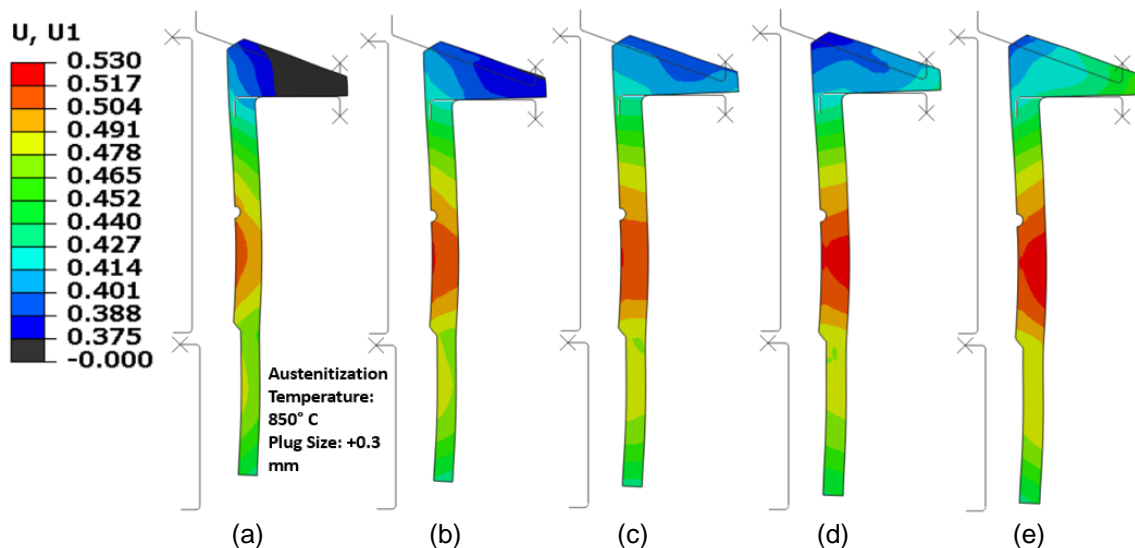 U, U1
0.530
0.517
0.504
0.491
0.478
0.465
0.452
0.440
0.427
0.414
0.401
0.388
0.375
-0.000
Austenitization
Temperature:
850° C
Plug Size: +0.3
mm
(a)
(b)
(c)
(d)
(e)